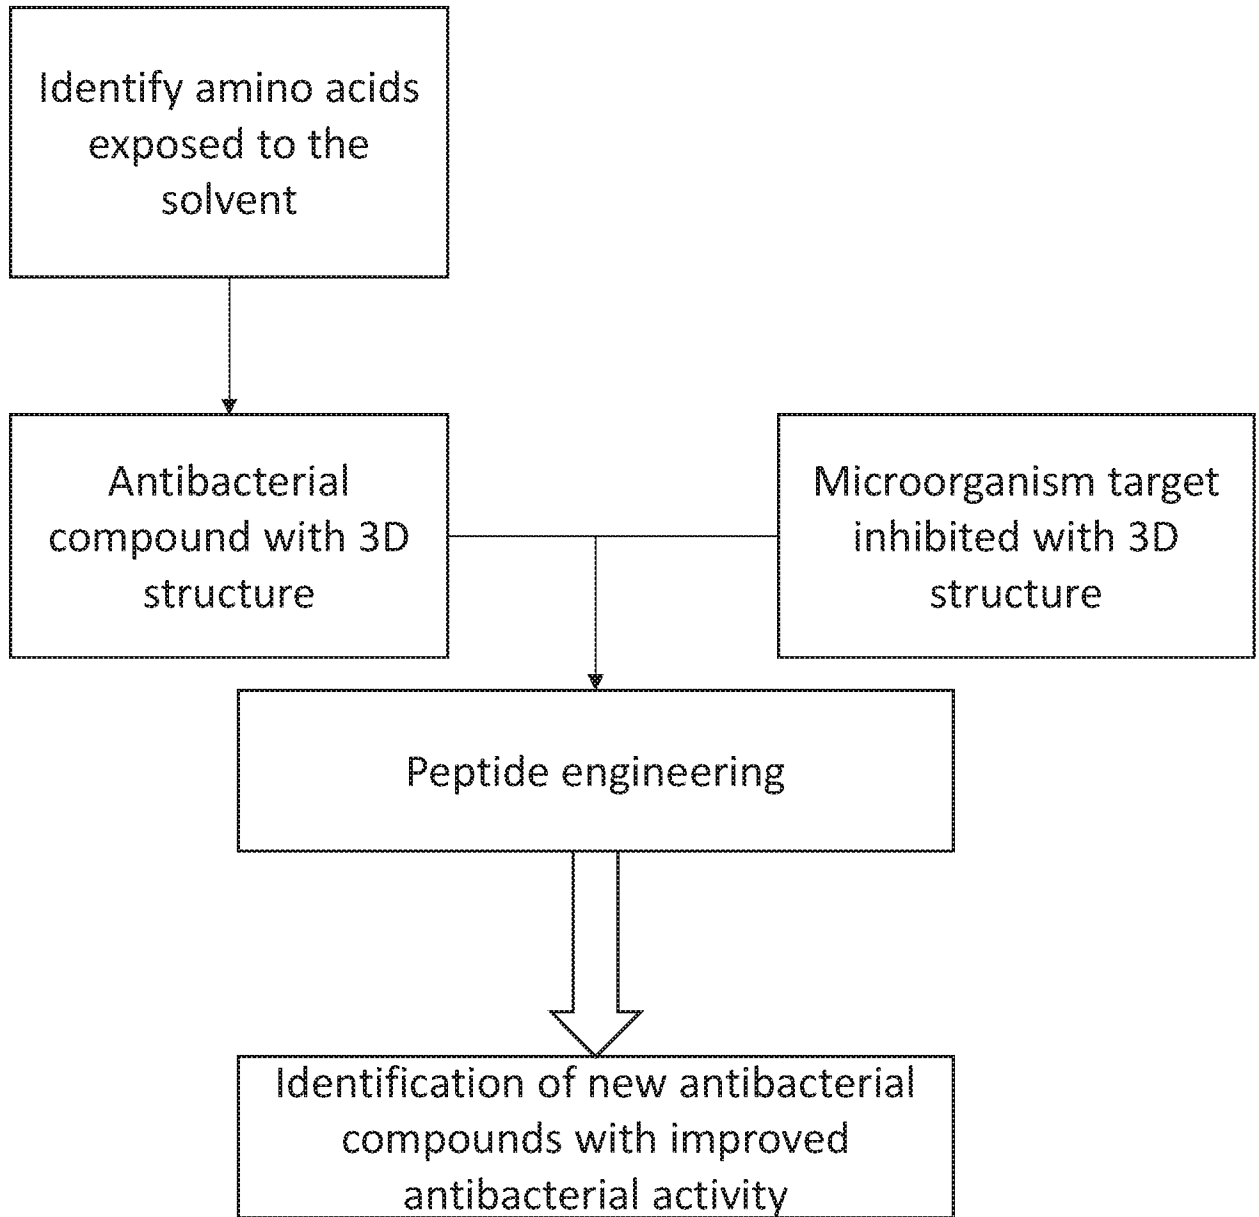 Identify amino acids
exposed to the
solvent
Antibacterial
compound with 3D
structure
Microorganism target
inhibited with 3D
structure
Peptide engineering
Identification of new antibacterial
compounds with improved
antibacterial activity